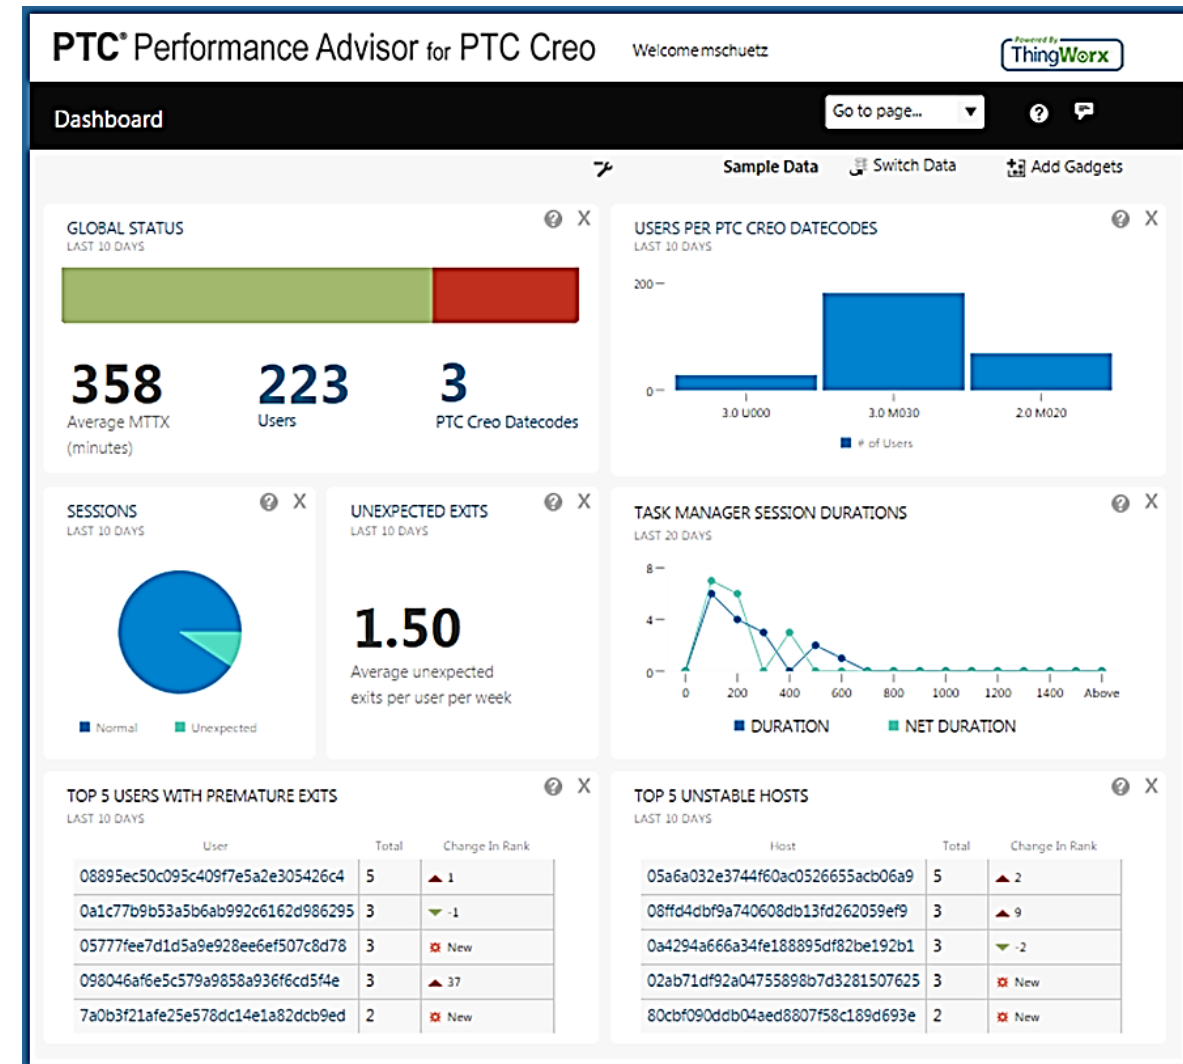 PTC® Performance Advisor for PTC Creo
Welcome mschuetz
Powered By
ThingWorx
Dashboard
Go to page...
Sample Data
Switch Data
Add Gadgets
GLOBAL STATUS
LAST 10 DAYS
358
Average MTTX
(minutes)
223
Users
3
PTC Creo Datecodes
USERS PER PTC CREO DATECODES
LAST 10 DAYS
200
0
3.0 U000 3.0 M030 2.0 M020
# of Users
SESSIONS
LAST 10 DAYS
Normal Unexpected
UNEXPECTED EXITS
LAST 10 DAYS
1.50
Average unexpected
exits per user per week
TASK MANAGER SESSION DURATIONS
LAST 20 DAYS
8
4
0
0 200 400 600 800 1000 1200 1400 Above
DURATION NET DURATION
TOP 5 USERS WITH PREMATURE EXITS
LAST 10 DAYS
User Total Change In Rank
08895ec50c095c409f7e5a2e305426c4 5 1
0a1c77b9b53a5b6ab992c6162d986295 3 -1
05777fee7d1d5a9e928ee6ef507c8d78 3 New
098046af6e5c579a9858a936f6cd5f4e 3 37
7a0b3f21afe25e578dc14e1a82dcb9ed 2 New
TOP 5 UNSTABLE HOSTS
LAST 10 DAYS
Host Total Change In Rank
05a6a032e3744f60ac0526655acb06a9 5 2
08ffd4dbf9a740608db13fd262059ef9 3 9
0a4294a666a34fe188895df82be192b1 3 -2
02ab71df92a04755898b7d3281507625 3 New
80cbf090ddb04aed8807f58c189d693e 2 New